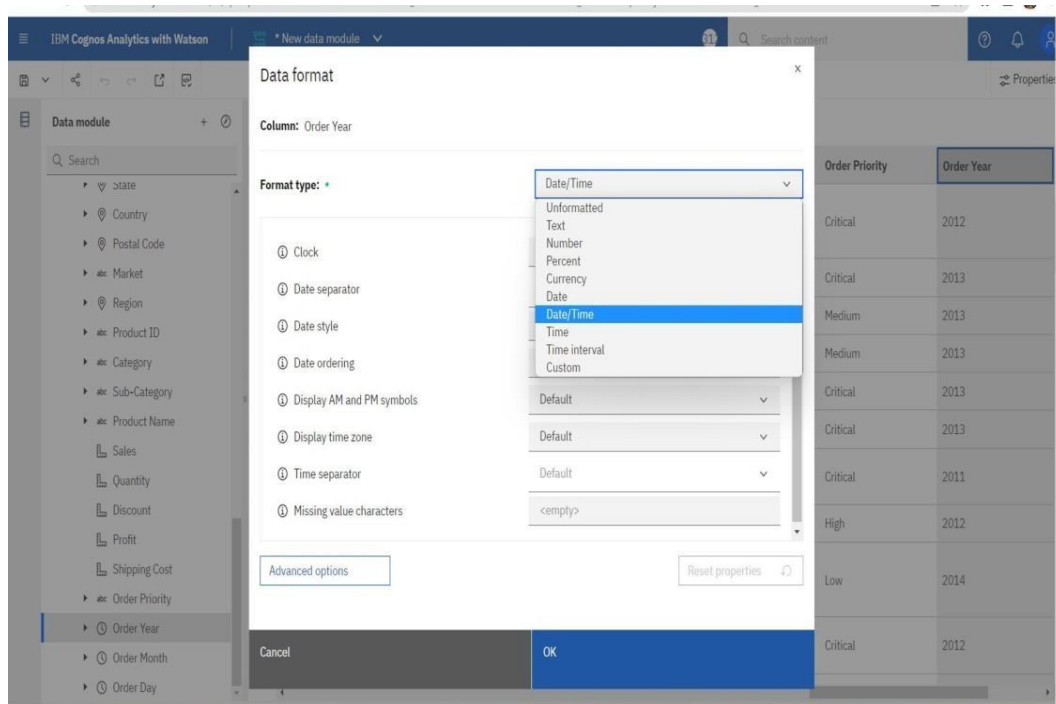 IBM Cognos Analytics with Watson
* New data module
Search content
Properties
Data module
Search
State
Country
Postal Code
abc Market
Region
abc Product ID
abc Category
abc Sub-Category
abc Product Name
Sales
Quantity
Discount
Profit
Shipping Cost
abc Order Priority
Order Year
Order Month
Order Day
Data format
x
Column: Order Year
Format type: *
Date/Time
Unformatted
Text
Number
Percent
Currency
Date
Date/Time
Time
Time interval
Custom
Clock
Date separator
Date style
Date ordering
Display AM and PM symbols Default
Display time zone Default
Time separator Default
Missing value characters <empty>
Advanced options
Reset properties
Cancel
OK
Order Priority Order Year
Critical 2012
Critical 2013
Medium 2013
Medium 2013
Critical 2013
Critical 2013
Critical 2011
High 2012
Low 2014
Critical 2012